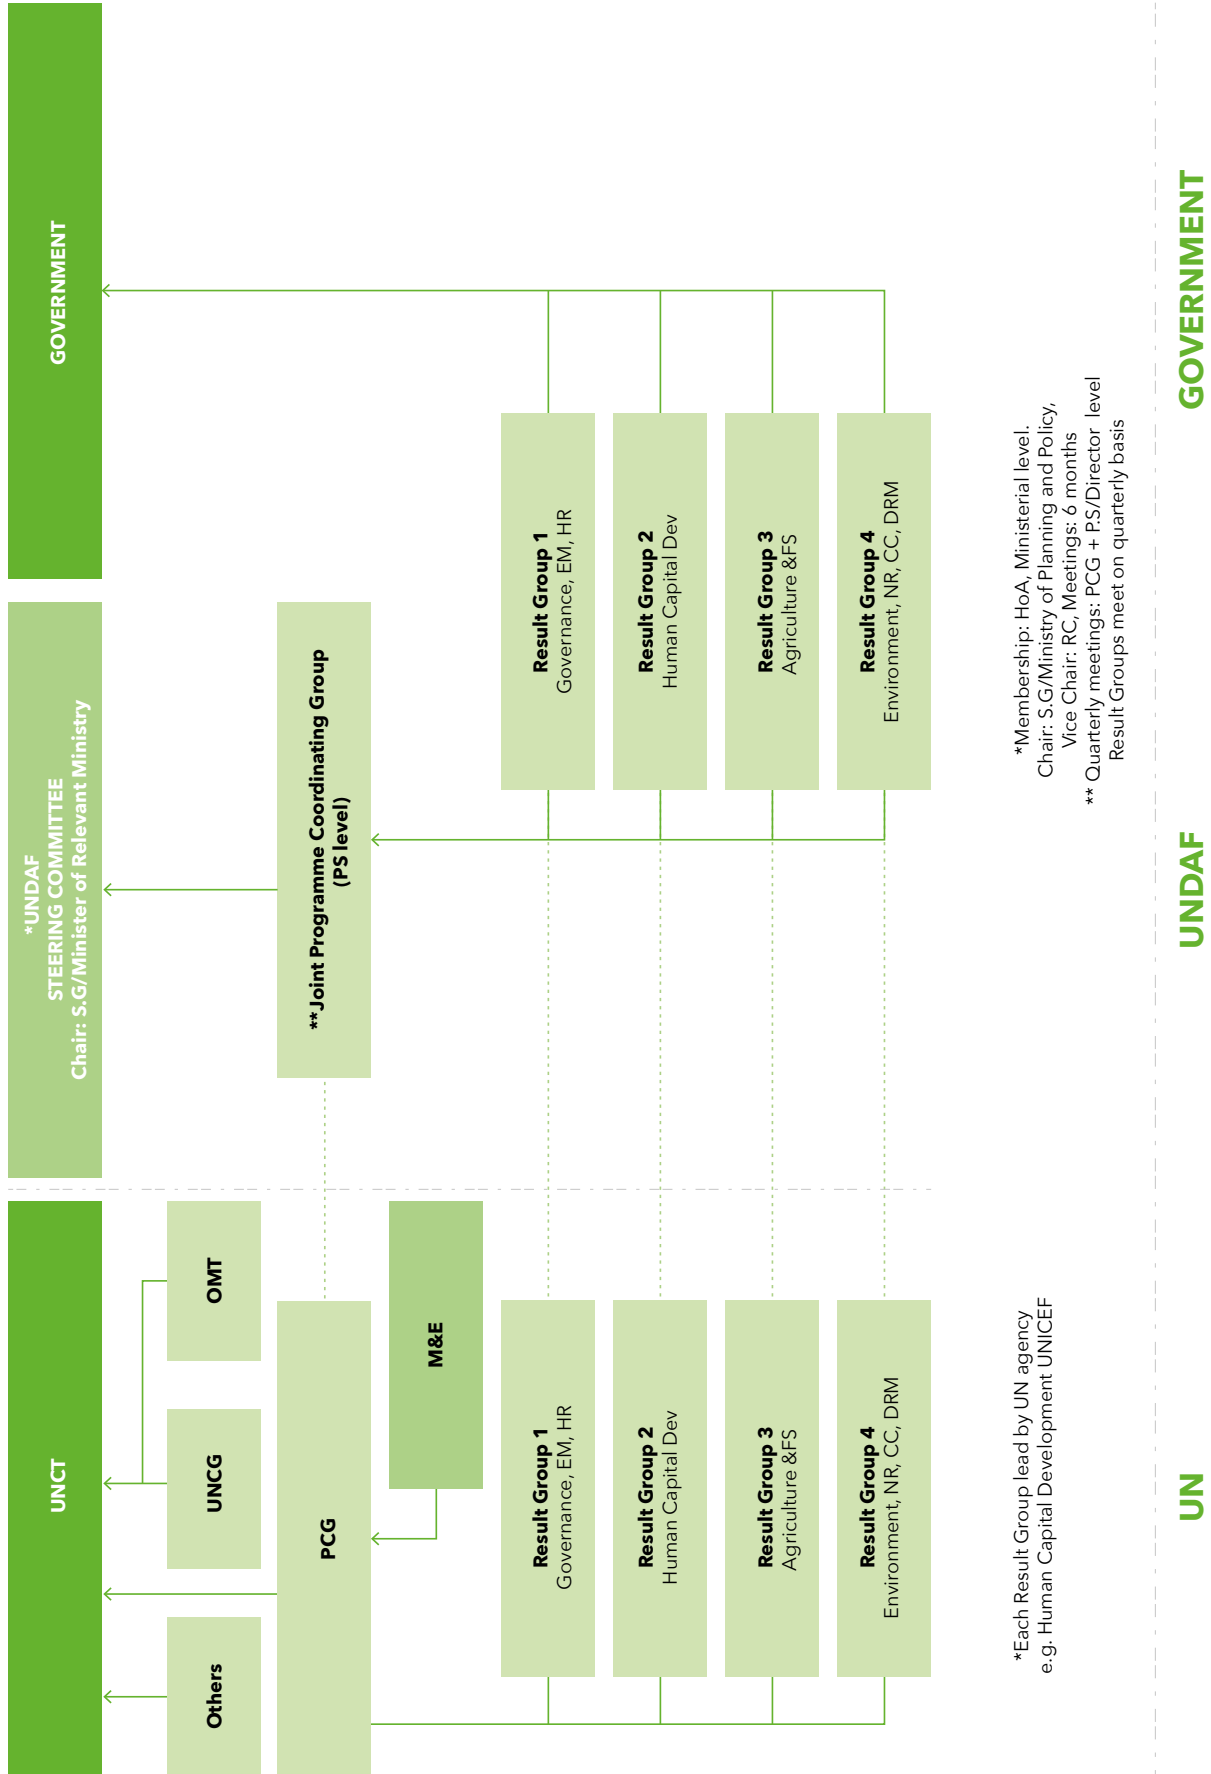 UNCT
*UNDAF
STEERING COMMITTEE
Chair: S.G/Minister of Relevant Ministry
GOVERNMENT
Others
UNCG
OMT
PCG
**Joint Programme Coordinating Group
(PS level)
M&E
Result Group 1
Governance, EM, HR
Result Group 2
Human Capital Dev
Result Group 3
Agriculture &FS
Result Group 4
Environment, NR, CC, DRM
Result Group 1
Governance, EM, HR
Result Group 2
Human Capital Dev
Result Group 3
Agriculture &FS
Result Group 4
Environment, NR, CC, DRM
*Each Result Group lead by UN agency
e.g. Human Capital Development UNICEF
*Membership: HoA, Ministerial level.
Chair: S.G/Ministry of Planning and Policy,
Vice Chair: RC, Meetings: 6 months
** Quarterly meetings: PCG + P.S/Director level
Result Groups meet on quarterly basis
UN
UNDAF
GOVERNMENT